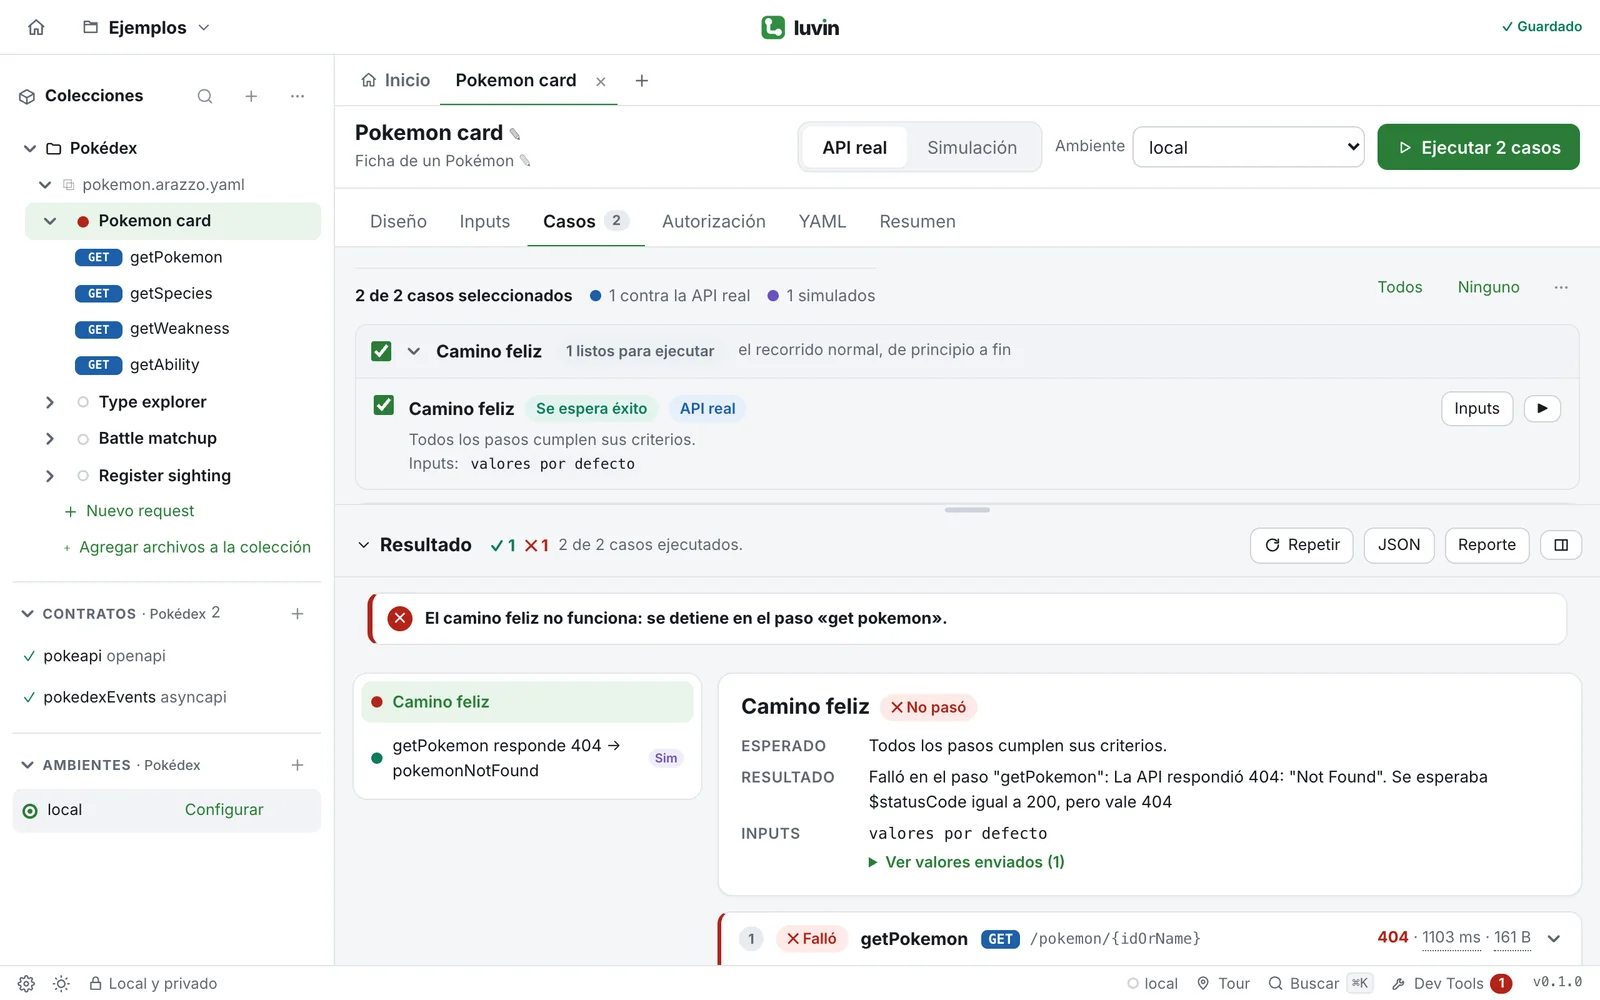 Ejemplos
luvin
Guardado
Colecciones
Inicio
Pokemon card
Pokédex
pokemon.arazzo.yaml
Pokemon card
GET getPokemon
GET getSpecies
GET getWeakness
GET getAbility
Type explorer
Battle matchup
Register sighting
+ Nuevo request
+ Agregar archivos a la colección
CONTRATOS · Pokédex 2
pokeapi openapi
pokedexEvents asyncapi
AMBIENTES · Pokédex
local Configurar
Pokemon card
Ficha de un Pokémon
API real
Simulación
Ambiente
local
Ejecutar 2 casos
Diseño
Inputs
Casos 2
Autorización
YAML
Resumen
2 de 2 casos seleccionados
1 contra la API real
1 simulados
Todos
Ninguno
Camino feliz
1 listos para ejecutar
el recorrido normal, de principio a fin
Camino feliz
Se espera éxito
API real
Inputs
Todos los pasos cumplen sus criterios.
Inputs: valores por defecto
Resultado
1
1
2 de 2 casos ejecutados.
Repetir
JSON
Reporte
El camino feliz no funciona: se detiene en el paso «get pokemon».
Camino feliz
getPokemon responde 404 →
pokemonNotFound
Sim
Camino feliz
No pasó
ESPERADO
Todos los pasos cumplen sus criterios.
RESULTADO
Falló en el paso "getPokemon": La API respondió 404: "Not Found". Se esperaba
$statusCode igual a 200, pero vale 404
INPUTS
valores por defecto
Ver valores enviados (1)
1
Falló
getPokemon
GET
/pokemon/{idOrName}
404 · 1103 ms · 161 B
Local y privado
local
Tour
Buscar ⌘K
Dev Tools 1
v0.1.0